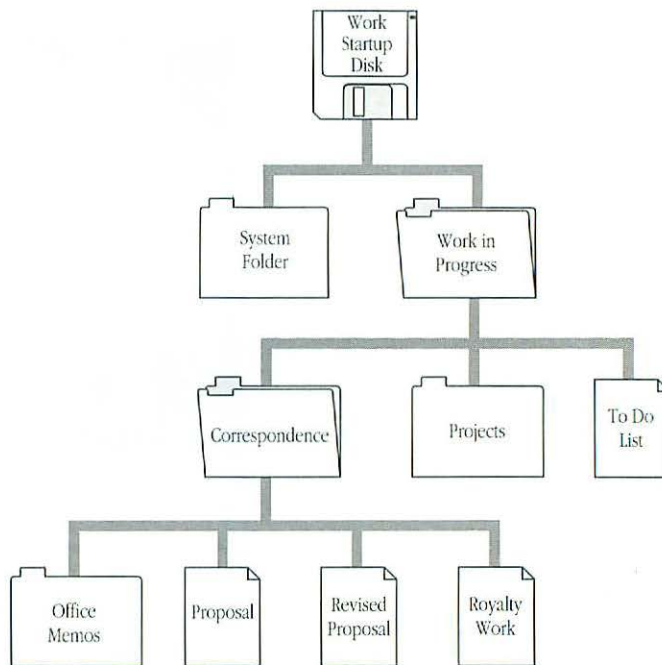 Work
Startup
Disk
System
Folder
Work in
Progress
Correspondence
Projects
To Do
List
Office
Memos
Proposal
Revised
Proposal
Royalty
Work